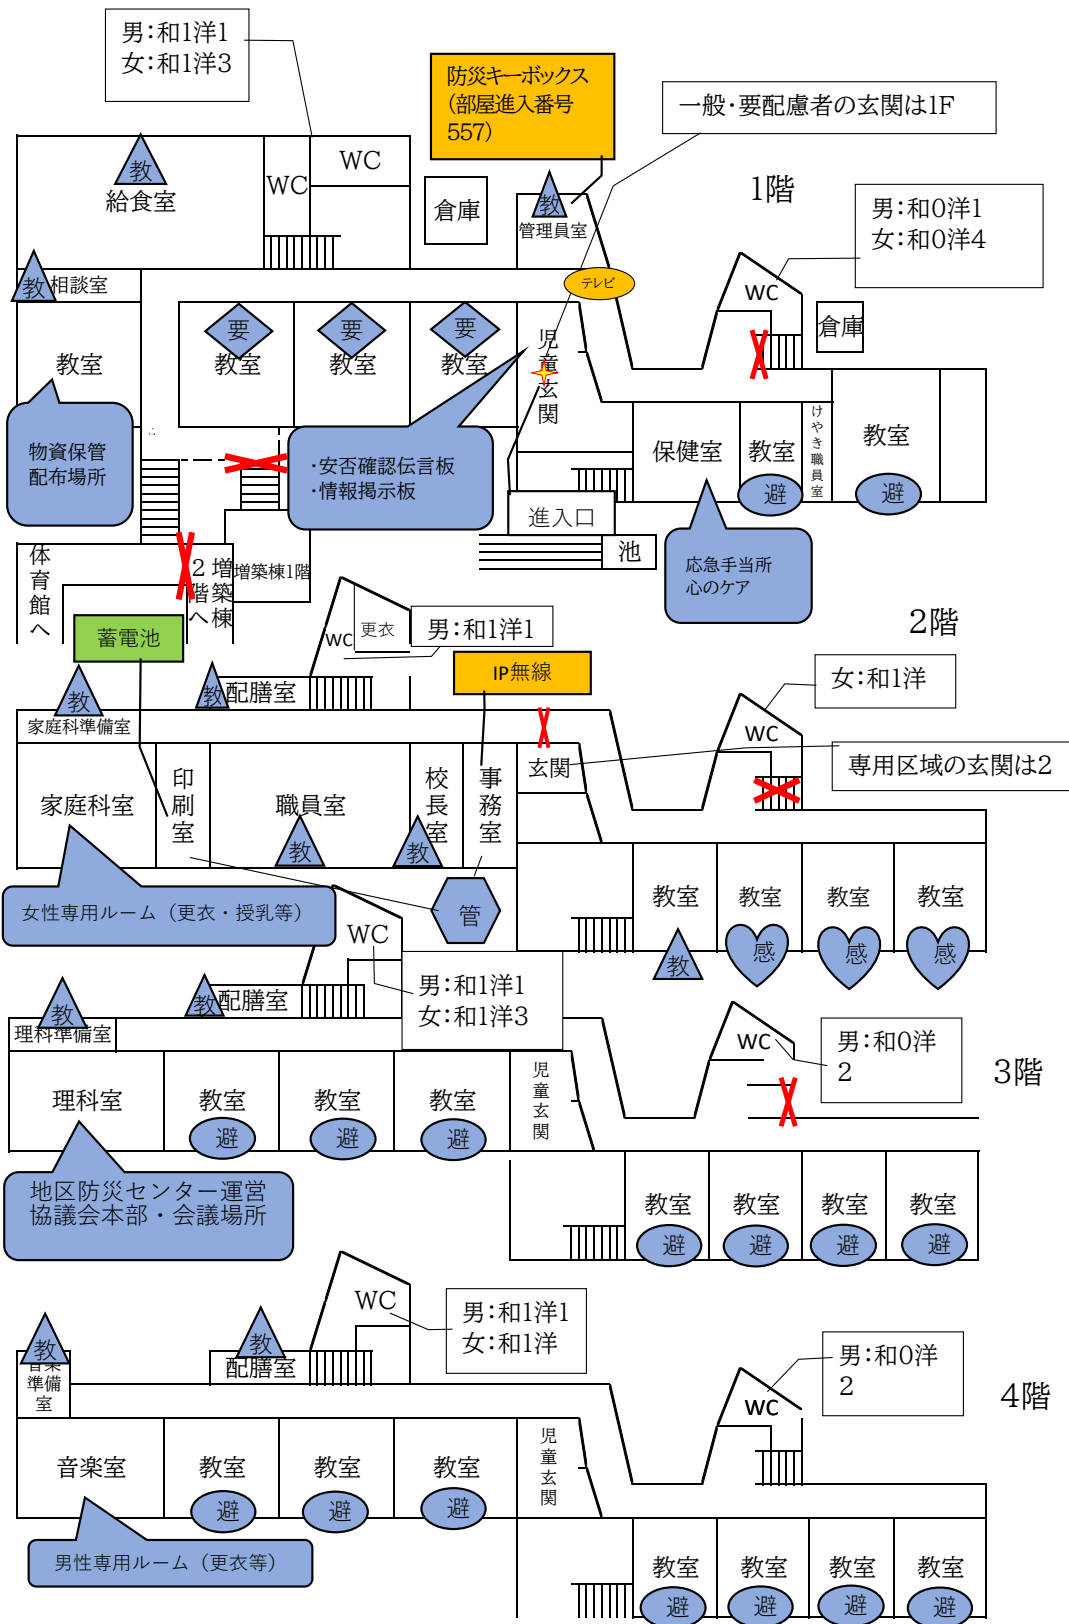 男：和1洋1
女：和1洋3
防災キーボックス
（部屋進入番号
557）
一般・要配慮者の玄関は1F
1階
教
給食室
WC
WC
倉庫
教
管理員室
男：和0洋1
女：和0洋4
教
相談室
テレビ
WC
倉庫
教室
要
教室
要
教室
要
教室
児童玄関
物資保管
配布場所
・安否確認伝言板
・情報掲示板
保健室
教室
避
けやき職員室
教室
避
進入口
池
応急手当所
心のケア
体育館へ
増築棟
2階へ
増築棟1階
2階
蓄電池
WC
更衣
男：和1洋1
IP無線
女：和1洋
教
家庭科準備室
教
配膳室
WC
玄関
専用区域の玄関は2
家庭科室
印刷室
職員室
教
校長室
教
事務室
女性専用ルーム（更衣・授乳等）
管
教室
教
教室
感
教室
感
教室
感
WC
男：和1洋1
女：和1洋3
教
理科準備室
教
配膳室
WC
男：和0洋
2
3階
理科室
教室
避
教室
避
教室
避
児童玄関
地区防災センター運営
協議会本部・会議場所
教室
避
教室
避
教室
避
教室
避
WC
男：和1洋1
女：和1洋
教
準備室
教
配膳室
WC
男：和0洋
2
4階
音楽室
教室
避
教室
避
教室
避
児童玄関
男性専用ルーム（更衣等）
教室
避
教室
避
教室
避
教室
避